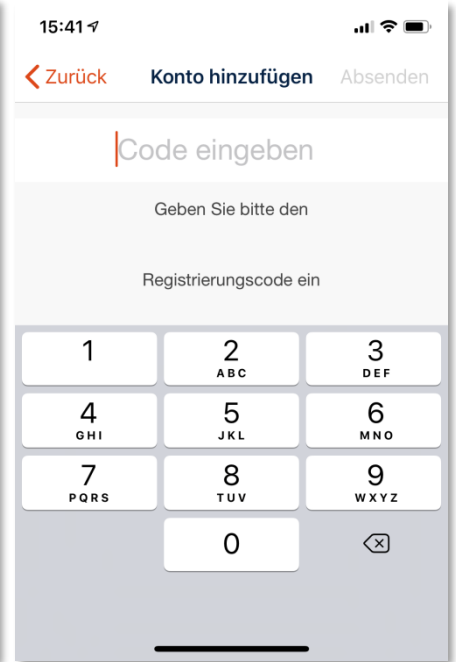 15:41
Zurück Konto hinzufügen Absenden
Code eingeben
Geben Sie bitte den
Registrierungscode ein
1 2 3
ABC DEF
4 5 6
GHI JKL MNO
7 8 9
PQRS TUV WXYZ
0